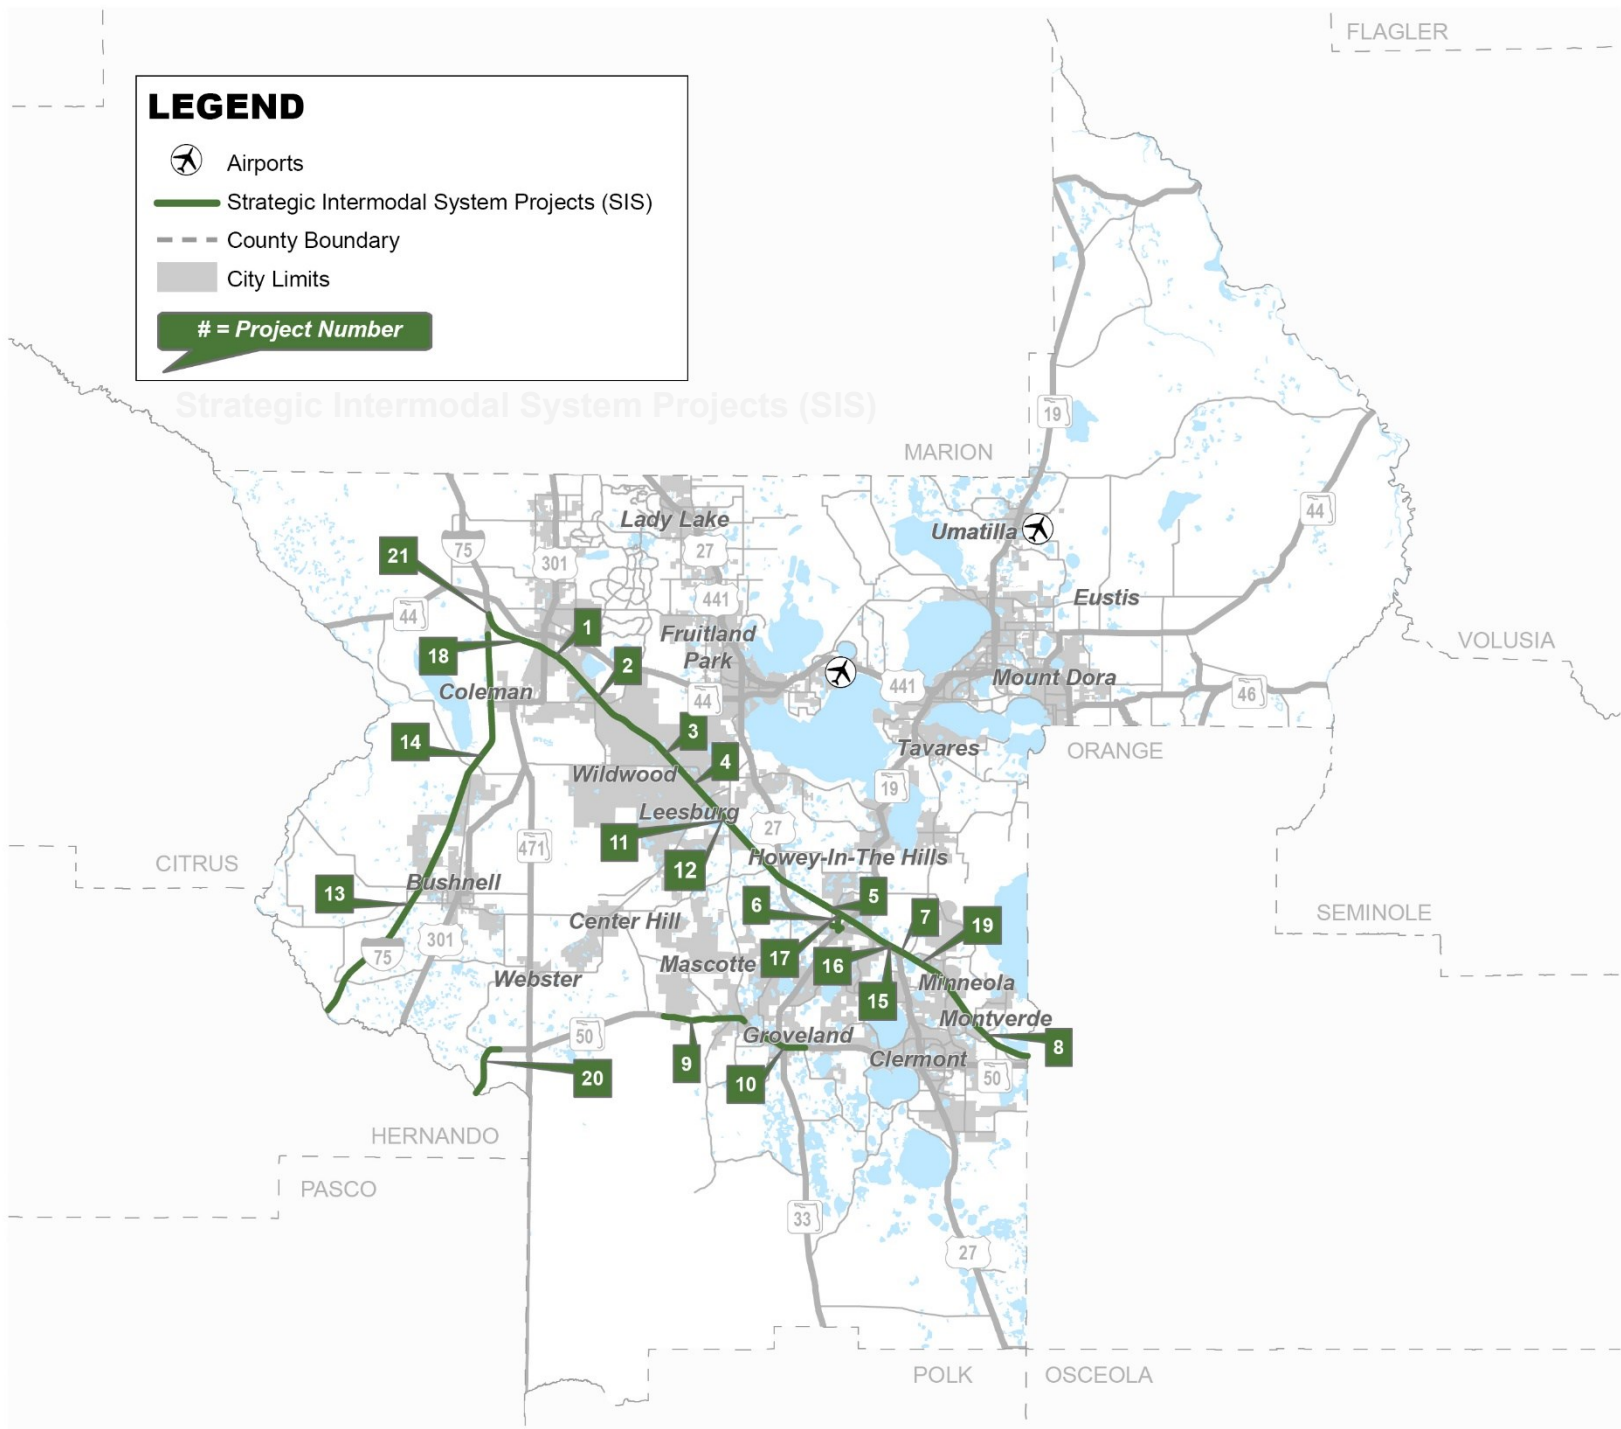 FLAGLER
LEGEND
Airports
Strategic Intermodal System Projects (SIS)
County Boundary
City Limits
# = Project Number
Strategic Intermodal System Projects (SIS)
19
MARION
44
Lady Lake
Umatilla
75
27
21
301
441
Eustis
44
1
Fruitland
Park
VOLUSIA
18
2
Coleman
44
441
Mount Dora
46
3
14
Tavares
ORANGE
4
Wildwood
19
Leesburg
27
11
471
Howey-In-The Hills
CITRUS
12
Bushnell
13
5
6
7
SEMINOLE
Center Hill
19
301
75
17
16
Mascotte
Webster
Minneola
15
Montverde
50
Groveland
8
9
Clermont
20
10
50
HERNANDO
PASCO
33
27
POLK
OSCEOLA